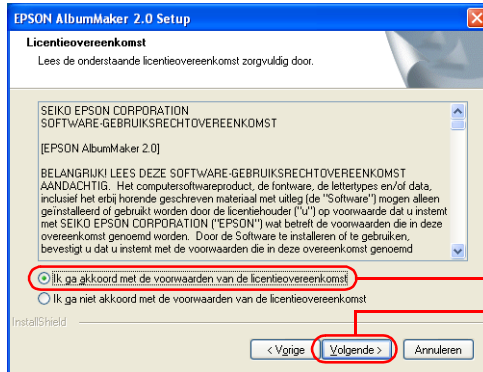 EPSON AlbumMaker 2.0 Setup
Licentieovereenkomst
Lees de onderstaande licentieovereenkomst zorgvuldig door.
SEIKO EPSON CORPORATION
SOFTWARE-GEBRUIKSRECHTOVEREENKOMST
[EPSON AlbumMaker 2.0]
BELANGRIJK! LEES DEZE SOFTWARE-GEBRUIKSRECHTOVEREENKOMST
AANDACHTIG.  Het computersoftwareproduct, de fontware, de lettertypes en/of data,
inclusief het erbij horende geschreven materiaal met uitleg (de "Software") mogen alleen
geïnstalleerd of gebruikt worden door de licentiehouder ("u") op voorwaarde dat u instemt
met SEIKO EPSON CORPORATION ("EPSON") wat betreft de voorwaarden die in deze
overeenkomst genoemd worden.  Door de Software te installeren of te gebruiken,
bevestigt u dat u instemt met de voorwaarden die in deze overeenkomst genoemd
Ik ga akkoord met de voorwaarden van de licentieovereenkomst
Ik ga niet akkoord met de voorwaarden van de licentieovereenkomst
InstallShield
< Vorige
Volgende >
Annuleren